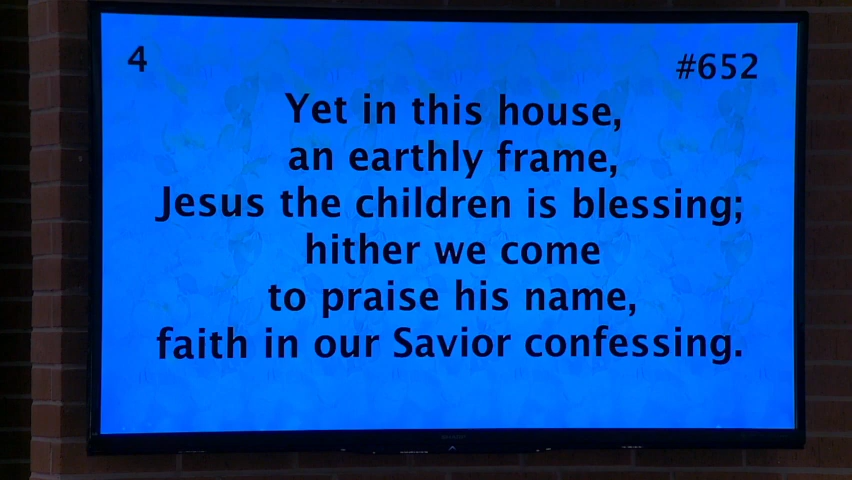 4
#652
Yet in this house,
an earthly frame,
Jesus the children is blessing;
hither we come
to praise his name,
faith in our Savior confessing.